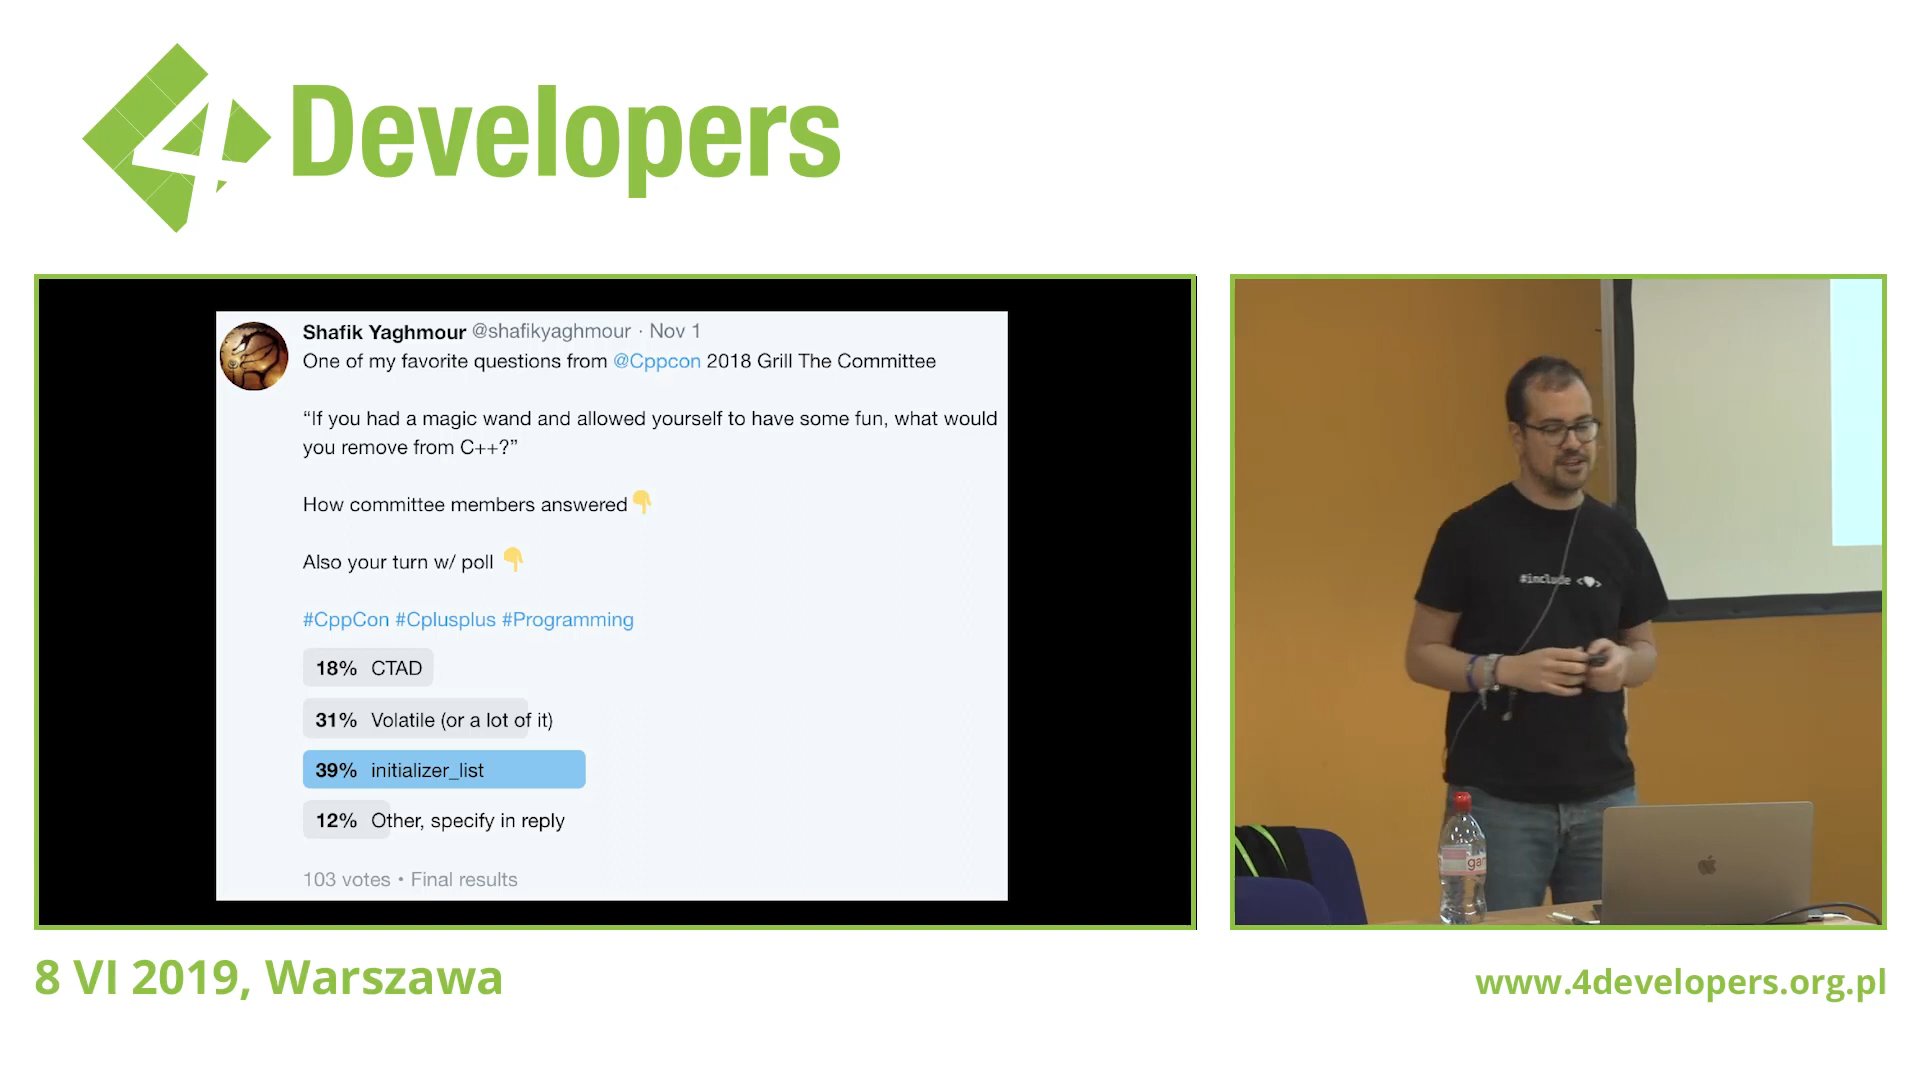 4Developers
Shafik Yaghmour @shafikyaghmour · Nov 1
One of my favorite questions from @Cppcon 2018 Grill The Committee
“If you had a magic wand and allowed yourself to have some fun, what would
you remove from C++?”
How committee members answered👇
Also your turn w/ poll 👇
#CppCon #Cplusplus #Programming
18% CTAD
31% Volatile (or a lot of it)
39% initializer_list
12% Other, specify in reply
103 votes • Final results
#include <♥>
8 VI 2019, Warszawa
www.4developers.org.pl